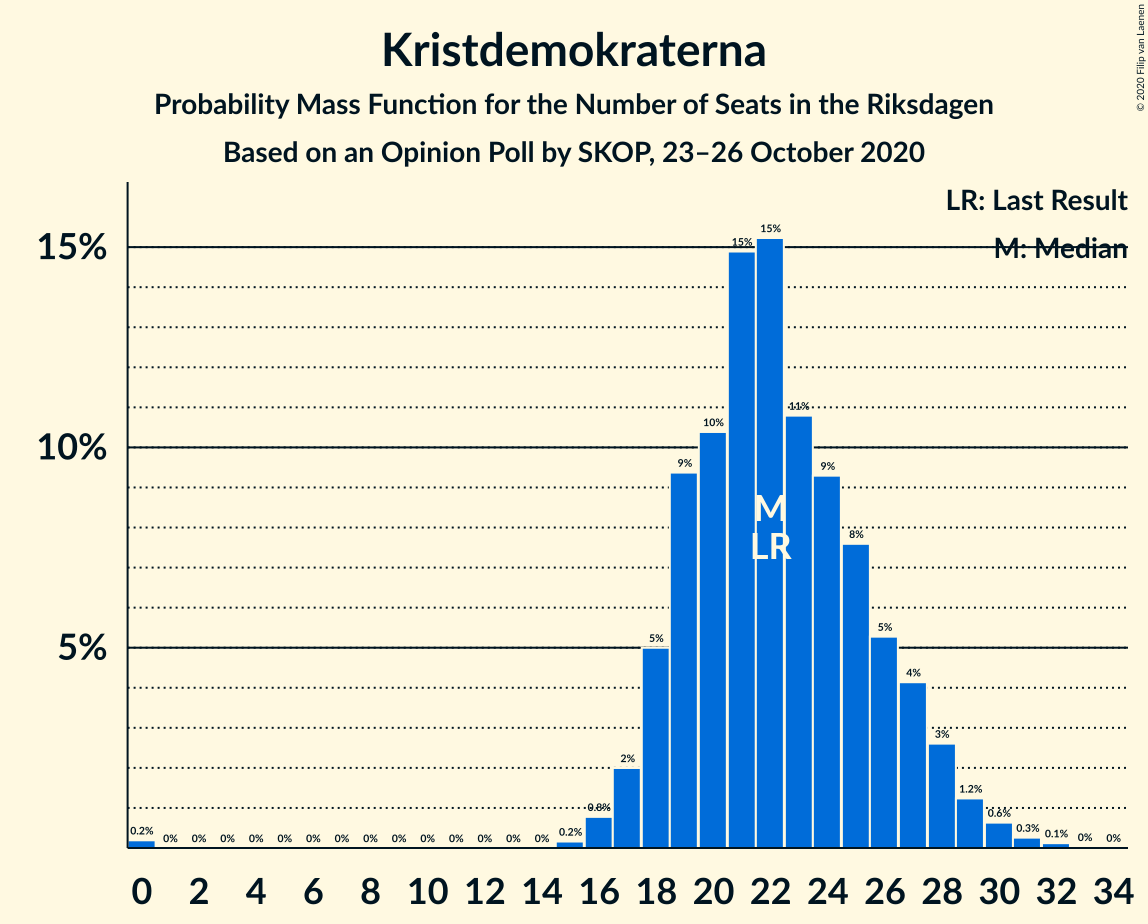 Kristdemokraterna
Probability Mass Function for the Number of Seats in the Riksdagen
Based on an Opinion Poll by SKOP, 23–26 October 2020
© 2020 Filip van Laenen
LR: Last Result
M: Median
15%
10%
5%
0.2% 0% 0% 0% 0% 0% 0% 0% 0% 0% 0% 0% 0% 0% 0% 0.2% 0.8% 2% 5% 9% 10% 15% 15% 11% 9% 8% 5% 4% 3% 1.2% 0.6% 0.3% 0.1% 0% 0%
M
LR
0 2 4 6 8 10 12 14 16 18 20 22 24 26 28 30 32 34